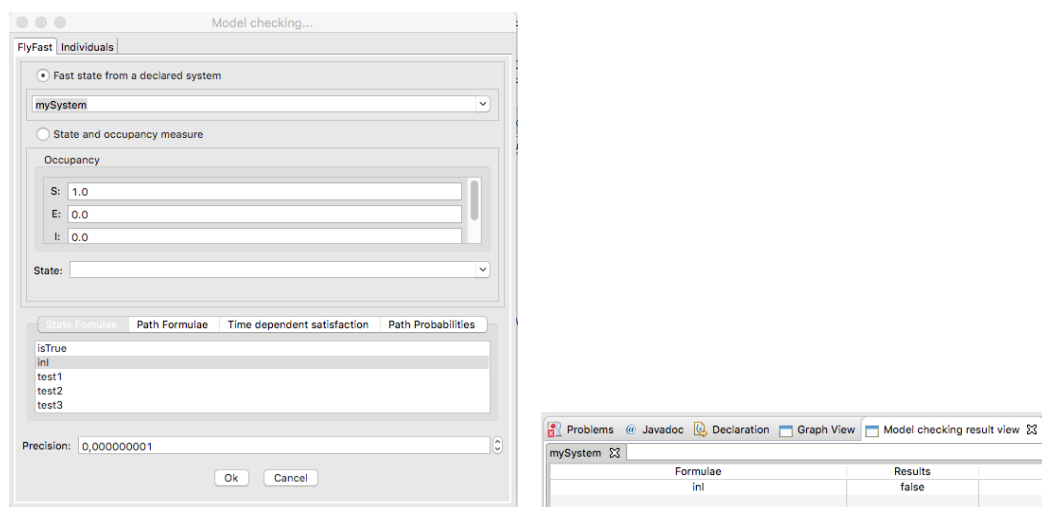 Model checking...
FlyFast Individuals
Fast state from a declared system
mySystem
State and occupancy measure
Occupancy
S: 1.0
E: 0.0
I: 0.0
State:
State Fomulae Path Formulae Time dependent satisfaction Path Probabilities
isTrue
inI
test1
test2
test3
Precision: 0,000000001
Ok Cancel
Problems @ Javadoc Declaration Graph View Model checking result view
mySystem
Formulae Results
inI false